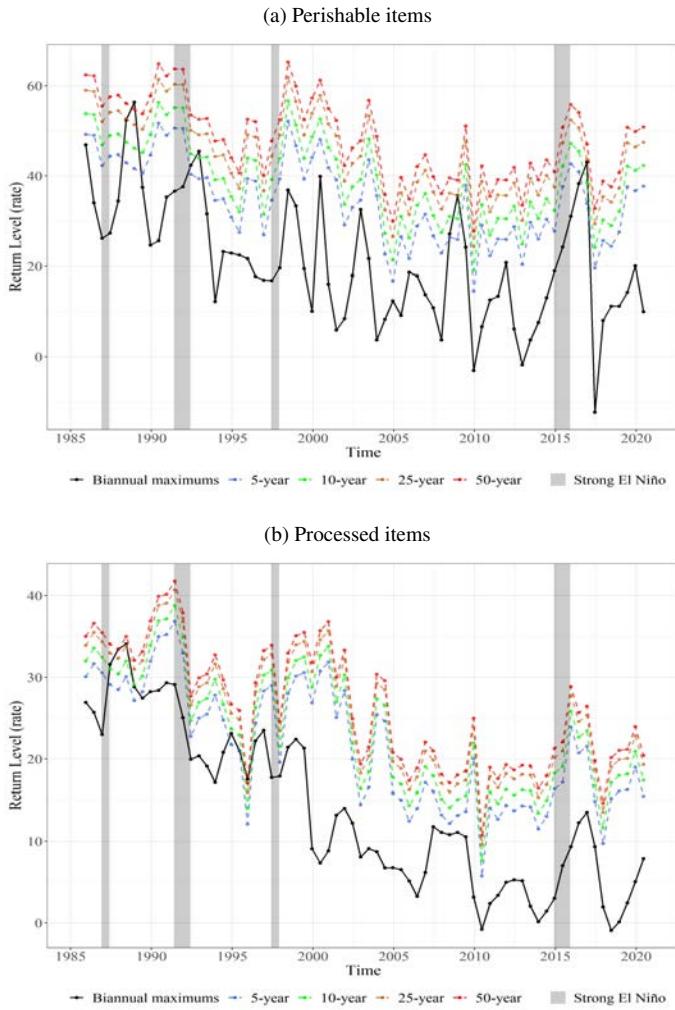 (a) Perishable items
60
40
20
0
Return Level (rate)
1985 1990 1995 2000 2005 2010 2015 2020
Time
Biannual maximums 5-year 10-year 25-year 50-year Strong El Niño
(b) Processed items
40
30
20
10
0
Return Level (rate)
1985 1990 1995 2000 2005 2010 2015 2020
Time
Biannual maximums 5-year 10-year 25-year 50-year Strong El Niño